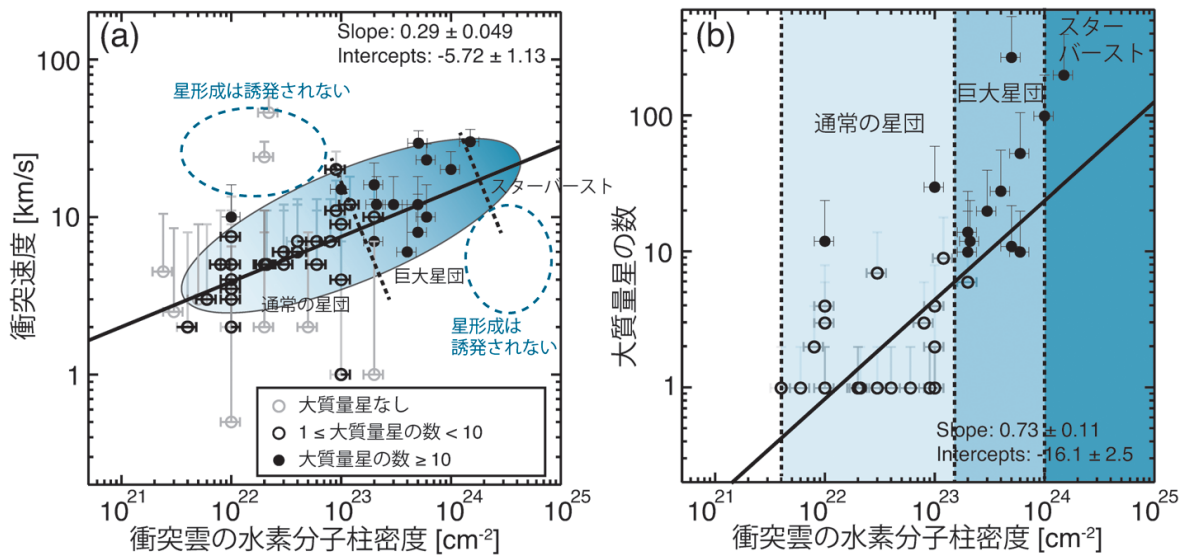 (a)
Slope: 0.29 ± 0.049
Intercepts: -5.72 ± 1.13
星形成は誘発されない
スターバースト
巨大星団
通常の星団
星形成は
誘発されない
大質量星なし
1 ≤ 大質量星の数 < 10
大質量星の数 ≥ 10
100
10
1
衝突速度 [km/s]
10²¹
10²²
10²³
10²⁴
10²⁵
衝突雲の水素分子柱密度 [cm⁻²]
(b)
スター
バースト
巨大星団
通常の星団
Slope: 0.73 ± 0.11
Intercepts: -16.1 ± 2.5
100
10
1
大質量星の数
10²¹
10²²
10²³
10²⁴
10²⁵
衝突雲の水素分子柱密度 [cm⁻²]